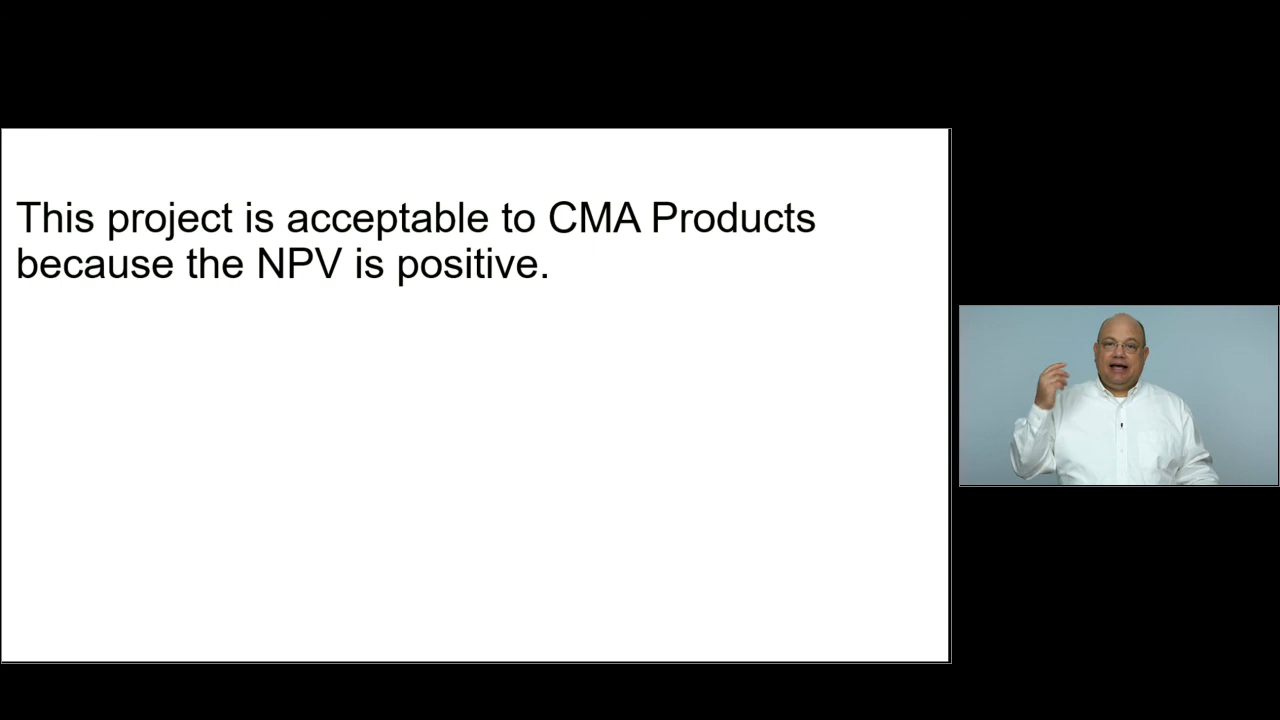 This project is acceptable to CMA Products
because the NPV is positive.